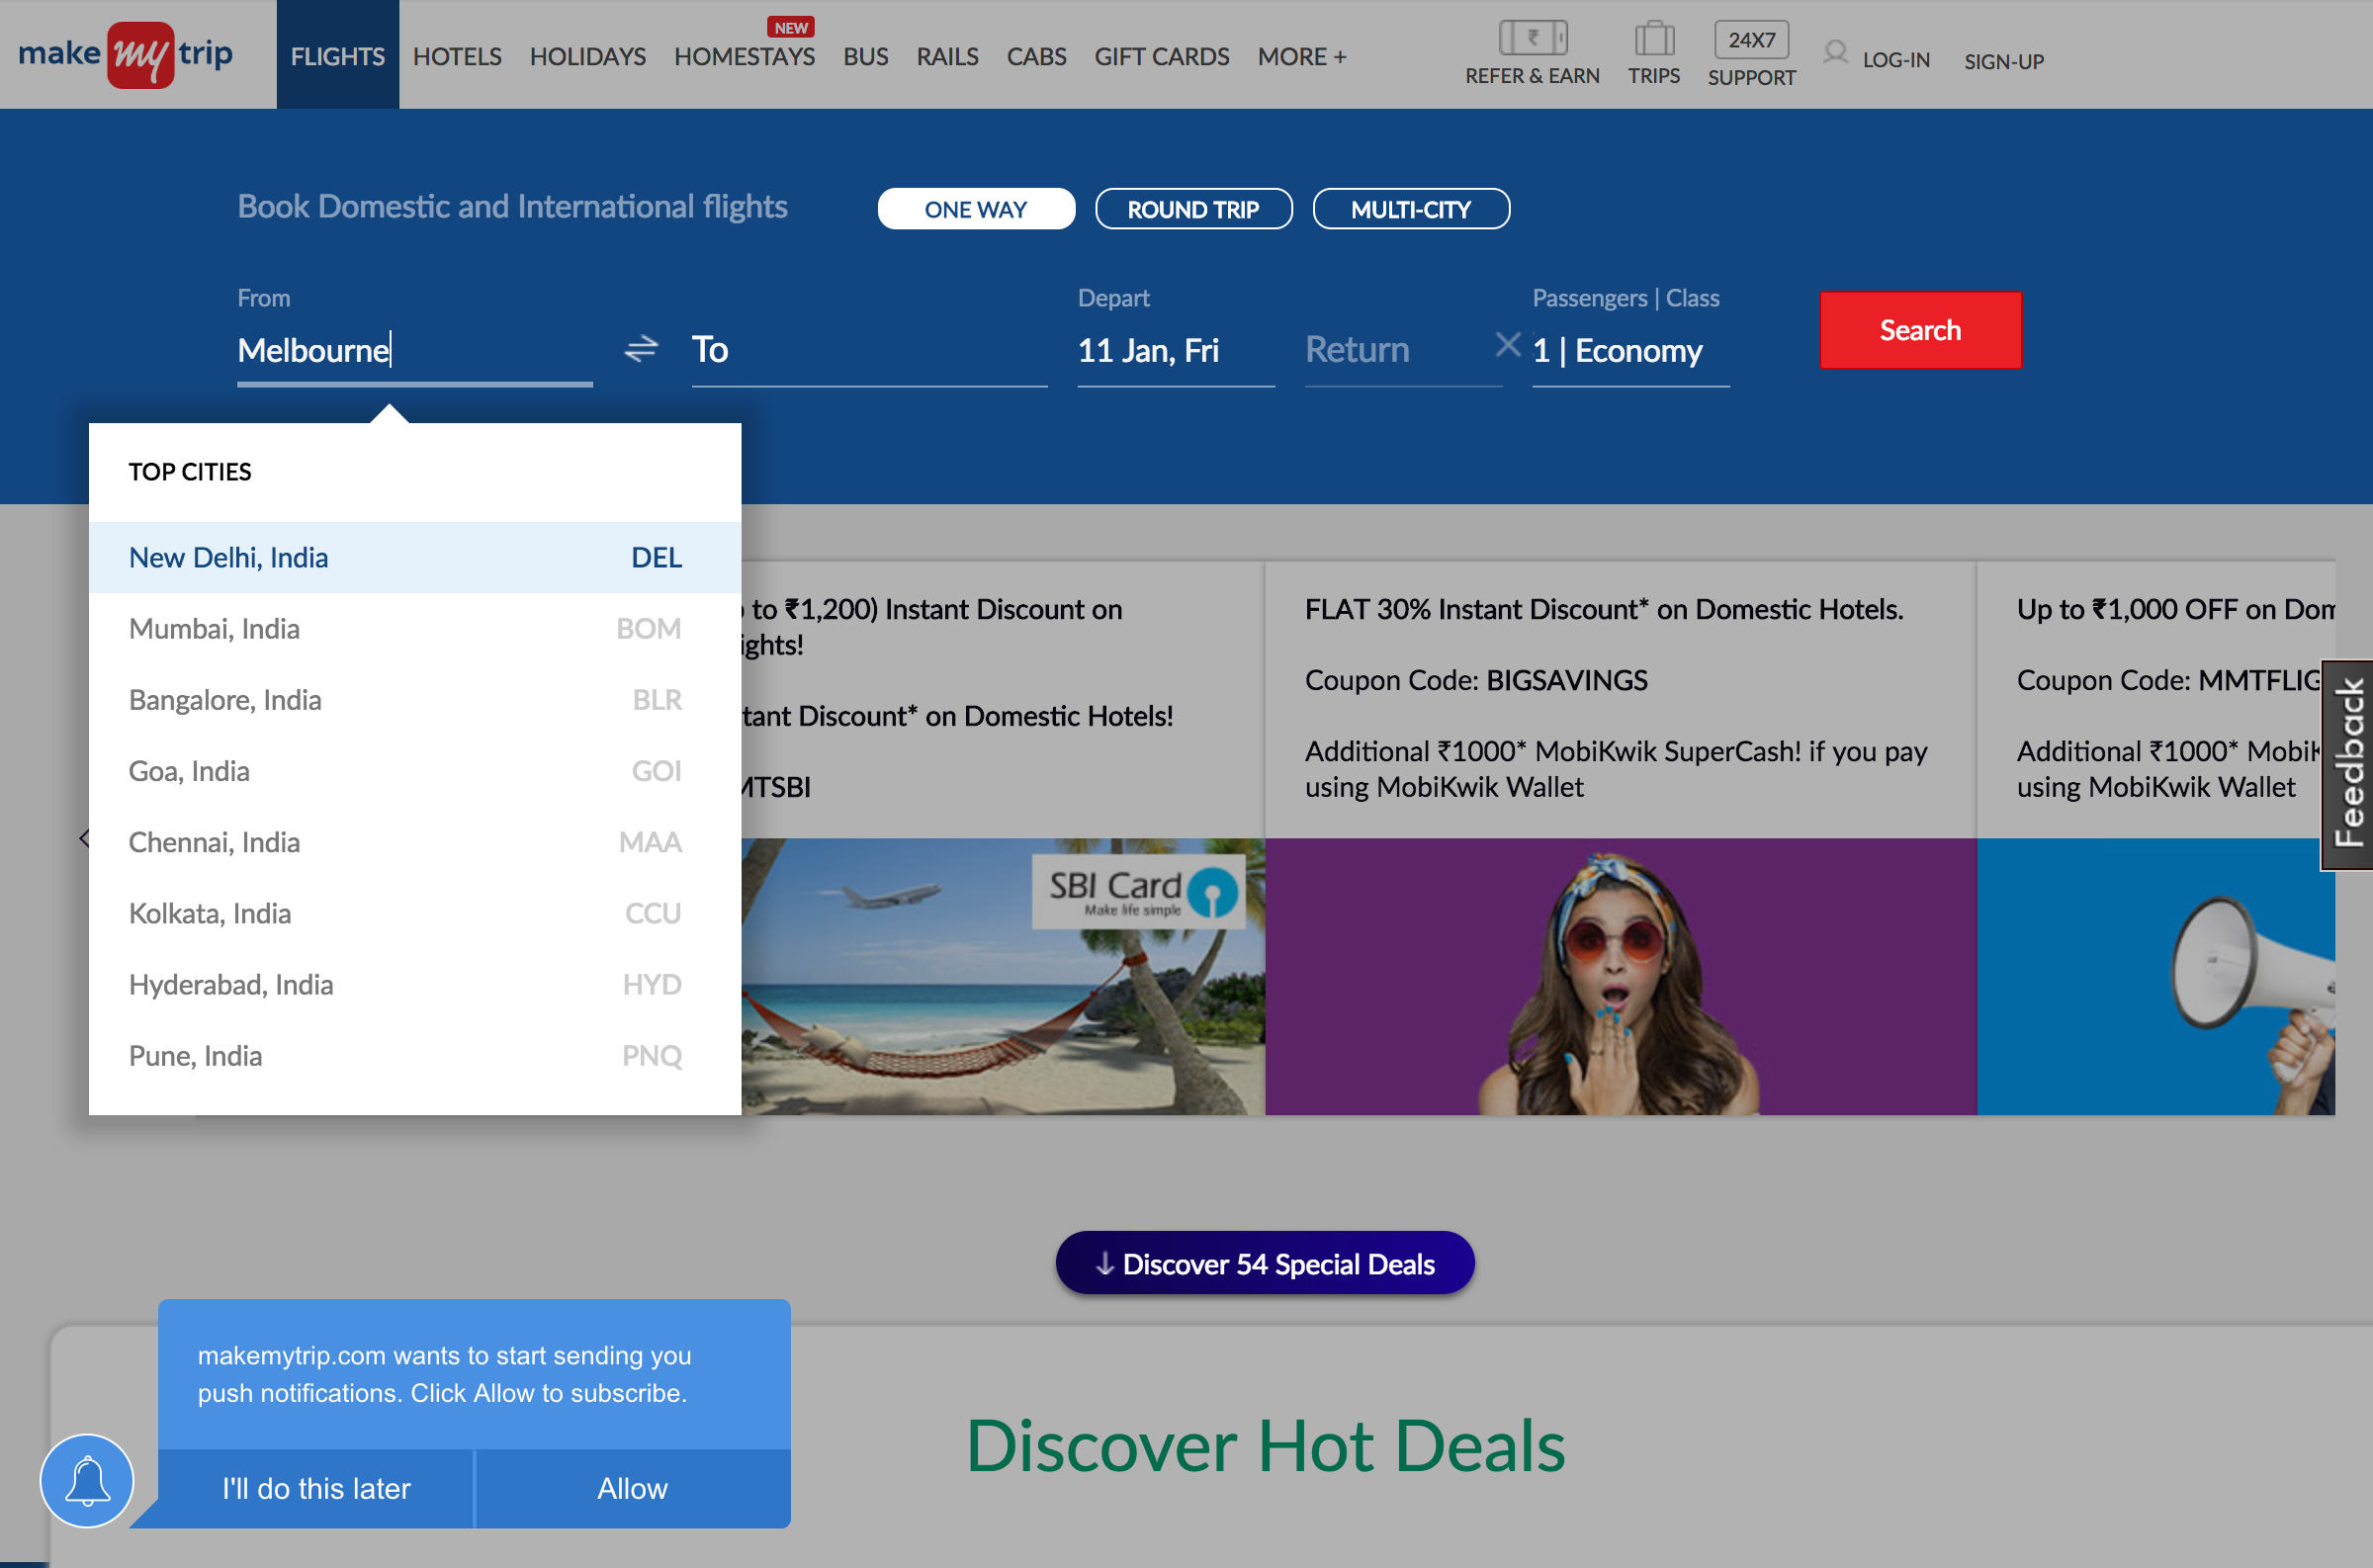 make my trip
FLIGHTS
HOTELS
HOLIDAYS
NEW
HOMESTAYS
BUS
RAILS
CABS
GIFT CARDS
MORE +
₹
REFER & EARN
TRIPS
24X7
SUPPORT
LOG-IN
SIGN-UP
Book Domestic and International flights
ONE WAY
ROUND TRIP
MULTI-CITY
From
Melbourne
To
Depart
11 Jan, Fri
Return
Passengers | Class
1 | Economy
Search
TOP CITIES
New Delhi, India DEL
Mumbai, India BOM
Bangalore, India BLR
Goa, India GOI
Chennai, India MAA
Kolkata, India CCU
Hyderabad, India HYD
Pune, India PNQ
to ₹1,200) Instant Discount on
ights!
tant Discount* on Domestic Hotels!
MTSBI
SBI Card
Make life simple
FLAT 30% Instant Discount* on Domestic Hotels.
Coupon Code: BIGSAVINGS
Additional ₹1000* MobiKwik SuperCash! if you pay
using MobiKwik Wallet
Up to ₹1,000 OFF on Dom
Coupon Code: MMTFLIG
Additional ₹1000* MobiK
using MobiKwik Wallet
Feedback
Discover 54 Special Deals
makemytrip.com wants to start sending you
push notifications. Click Allow to subscribe.
I'll do this later
Allow
Discover Hot Deals